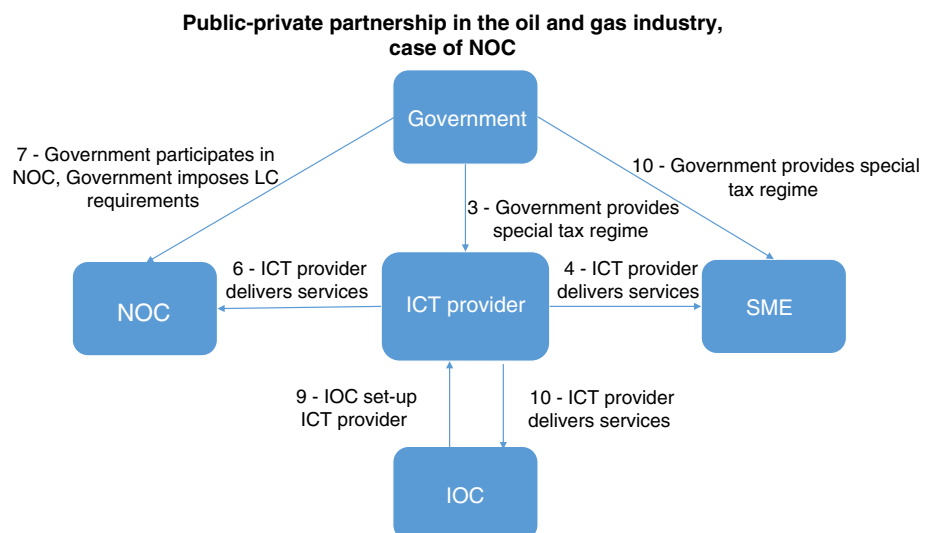 Public-private partnership in the oil and gas industry,
case of NOC
Government
7 - Government participates in
NOC, Government imposes LC
requirements
10 - Government provides special
tax regime
3 - Government provides
special tax regime
6 - ICT provider
delivers services
4 - ICT provider
delivers services
NOC
ICT provider
SME
9 - IOC set-up
ICT provider
10 - ICT provider
delivers services
IOC